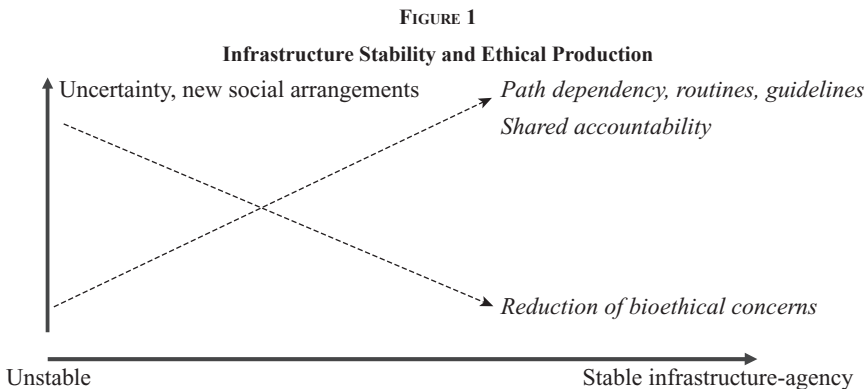 FIGURE 1
Infrastructure Stability and Ethical Production
Uncertainty, new social arrangements
Path dependency, routines, guidelines
Shared accountability
Reduction of bioethical concerns
Unstable
Stable infrastructure-agency